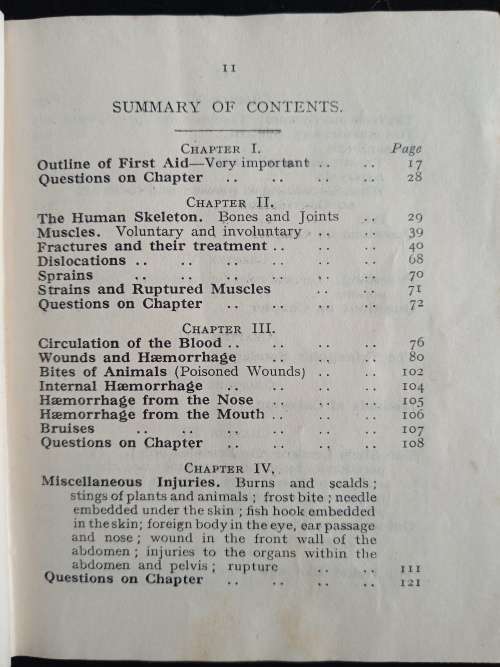 11
SUMMARY OF CONTENTS.
CHAPTER I. Page
Outline of First Aid—Very important .. .. 17
Questions on Chapter .. .. .. .. 28
CHAPTER II.
The Human Skeleton. Bones and Joints .. 29
Muscles. Voluntary and involuntary .. .. 39
Fractures and their treatment .. .. .. 40
Dislocations .. .. .. .. .. .. 68
Sprains .. .. .. .. .. .. 70
Strains and Ruptured Muscles .. .. 71
Questions on Chapter .. .. .. .. 72
CHAPTER III.
Circulation of the Blood .. .. .. .. 76
Wounds and Hæmorrhage .. .. .. 80
Bites of Animals (Poisoned Wounds) .. .. 102
Internal Hæmorrhage .. .. .. .. 104
Hæmorrhage from the Nose .. .. .. 105
Hæmorrhage from the Mouth .. .. .. 106
Bruises .. .. .. .. .. .. 107
Questions on Chapter .. .. .. .. 108
CHAPTER IV.
Miscellaneous Injuries. Burns and scalds ;
stings of plants and animals ; frost bite ; needle
embedded under the skin ; fish hook embedded
in the skin; foreign body in the eye, ear passage
and nose ; wound in the front wall of the
abdomen ; injuries to the organs within the
abdomen and pelvis ; rupture .. .. 111
Questions on Chapter .. .. .. .. 121